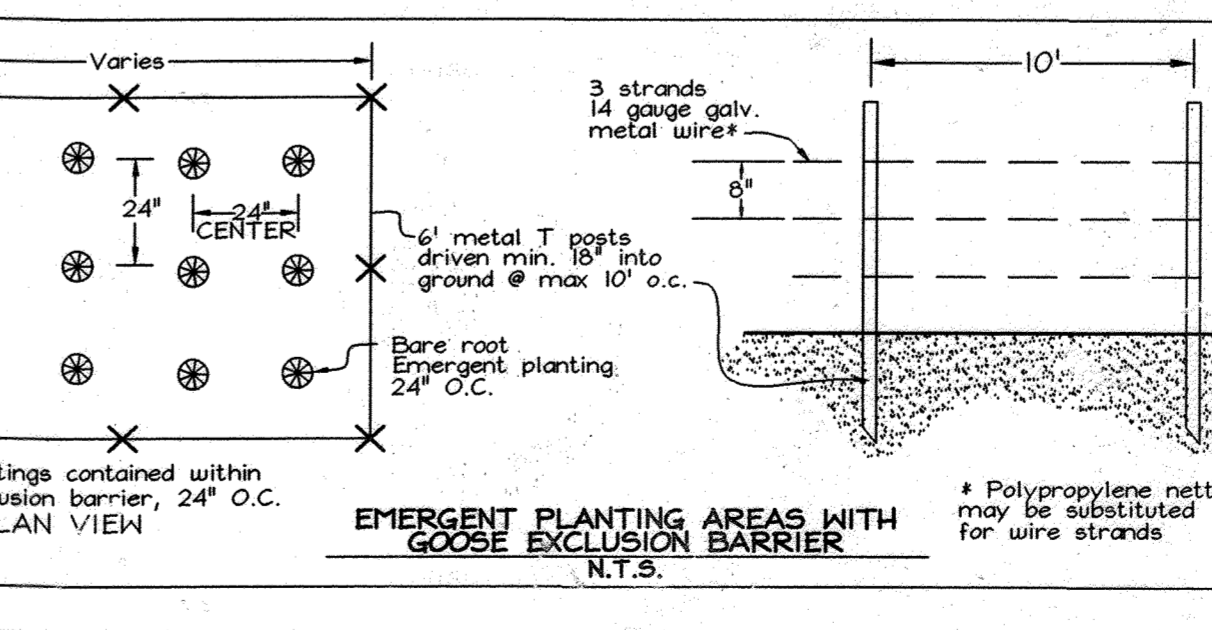 Varies
24"
24"
CENTER
6' metal T posts
driven min. 18" into
ground @ max 10' o.c.
Bare root
Emergent planting
24" O.C.
tings contained within
usion barrier, 24" O.C.
LAN VIEW
3 strands
14 gauge galv.
metal wire*
10'
8"
* Polypropylene nett
may be substituted
for wire strands
EMERGENT PLANTING AREAS WITH
GOOSE EXCLUSION BARRIER
N.T.S.